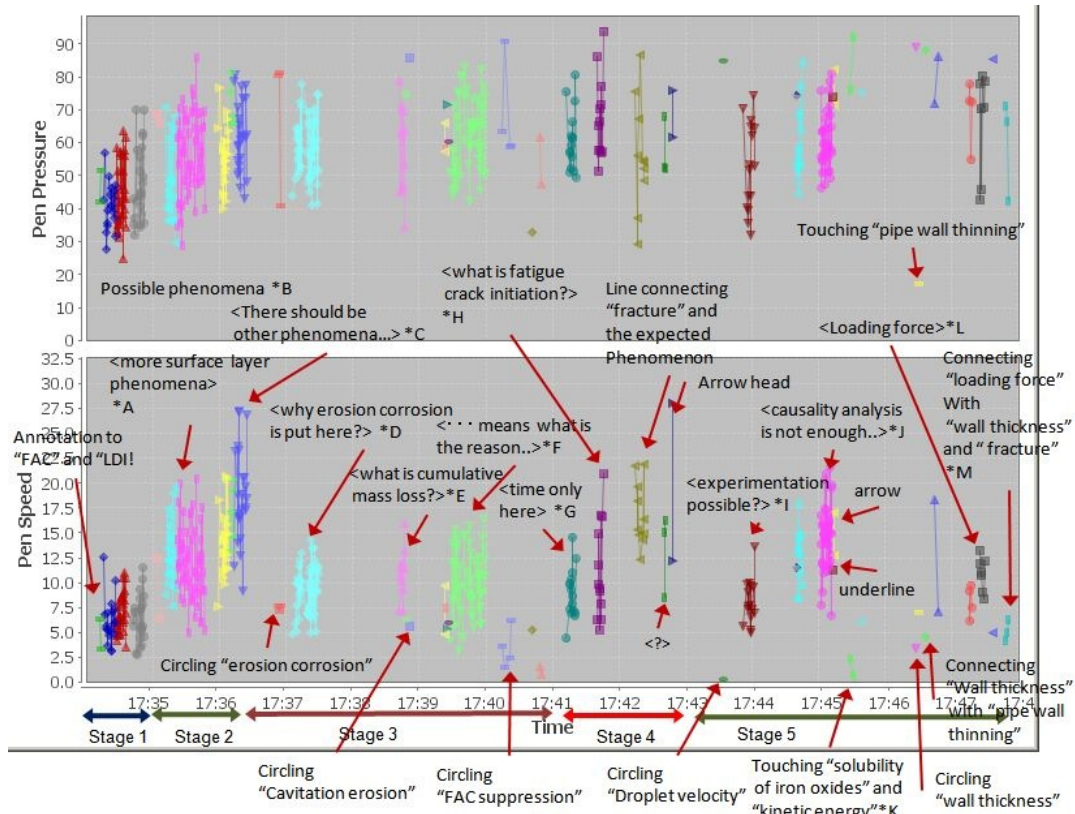 90
80
70
60
50
40
30
20
10
0
Pen Pressure
Touching “pipe wall thinning”
Possible phenomena *B
<There should be
other phenomena...> *C
<what is fatigue
crack initiation?>
*H
Line connecting
“fracture” and
the expected
Phenomenon
<Loading force>*L
32.5
30.0
27.5
25.0
22.5
20.0
17.5
15.0
12.5
10.0
7.5
5.0
2.5
0.0
Pen Speed
<more surface layer
phenomena>
*A
Annotation to
“FAC” and “LDI!
<why erosion corrosion
is put here?> *D
<what is cumulative
mass loss?>*E
<··· means what is
the reason..>*F
<time only
here> *G
Arrow head
<experimentation
possible?> *I
<causality analysis
is not enough..>*J
arrow
underline
Connecting
“loading force”
With
“wall thickness”
and “ fracture”
*M
<?>
Circling “erosion corrosion”
Connecting
“Wall thickness”
with “pipe wall
thinning”
17:35
17:36
17:37
17:38
17:39
17:40
17:41
17:42
17:43
17:44
17:45
17:46
17:47
Time
Stage 1
Stage 2
Stage 3
Stage 4
Stage 5
Circling
“Cavitation erosion”
Circling
“FAC suppression”
Circling
“Droplet velocity”
Touching “solubility
of iron oxides” and
“kinetic energy”*K
Circling
“wall thickness”